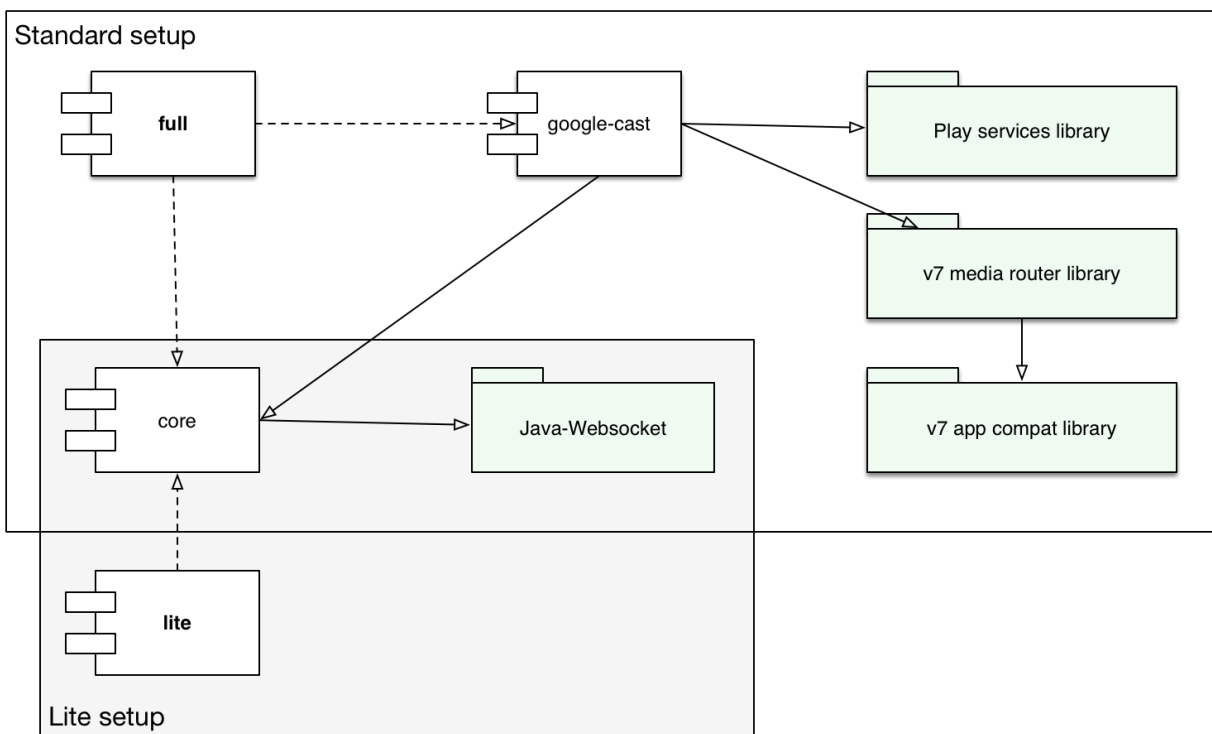 Standard setup
full
google-cast
Play services library
v7 media router library
core
Java-Websocket
v7 app compat library
lite
Lite setup